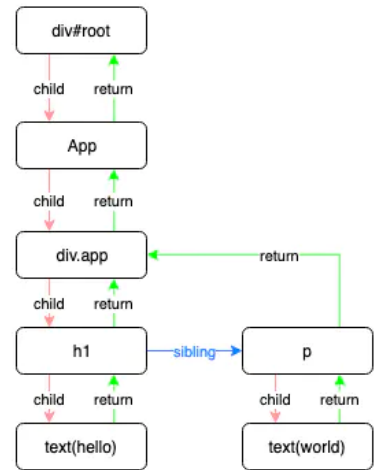 div#root
child return
App
child return
div.app
return
child return
h1 sibling p
child return child return
text(hello) text(world)